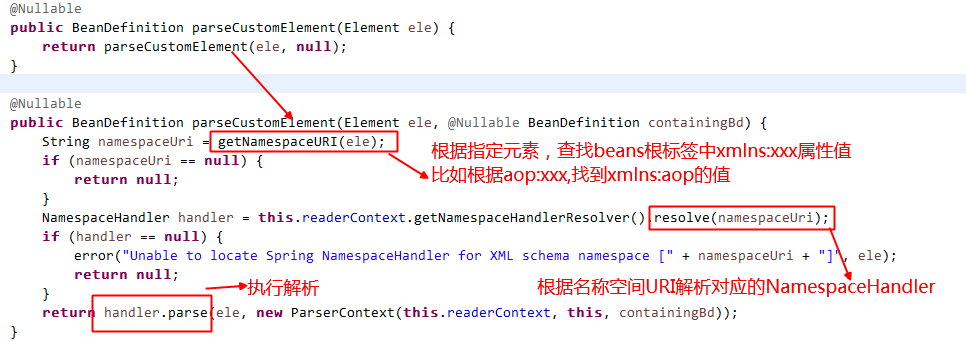 @Nullable
public BeanDefinition parseCustomElement(Element ele) {
    return parseCustomElement(ele, null);
}
@Nullable
public BeanDefinition parseCustomElement(Element ele, @Nullable BeanDefinition containingBd) {
    String namespaceUri = getNamespaceURI(ele);
根据指定元素，查找beans根标签中xmlns:xxx属性值
    if (namespaceUri == null) {
比如根据aop:xxx,找到xmlns:aop的值
        return null;
    }
    NamespaceHandler handler = this.readerContext.getNamespaceHandlerResolver().resolve(namespaceUri);
    if (handler == null) {
        error("Unable to locate Spring NamespaceHandler for XML schema namespace [" + namespaceUri + "]", ele);
        return null;
执行解析
根据名称空间URI解析对应的NamespaceHandler
    }
    return handler.parse(ele, new ParserContext(this.readerContext, this, containingBd));
}